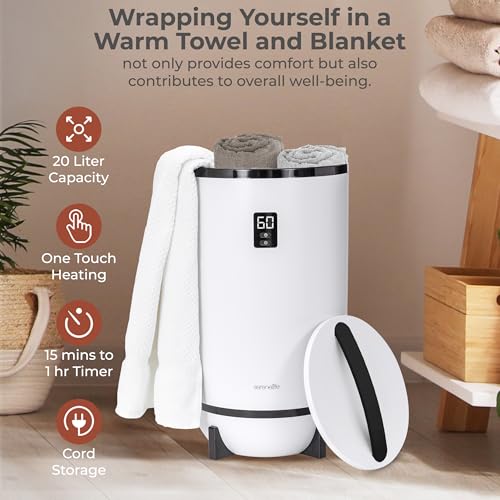 Wrapping Yourself in a
Warm Towel and Blanket
not only provides comfort but also
contributes to overall well-being.
60
20 Liter
Capacity
One Touch
Heating
15 mins to
1 hr Timer
serenelife
Cord
Storage